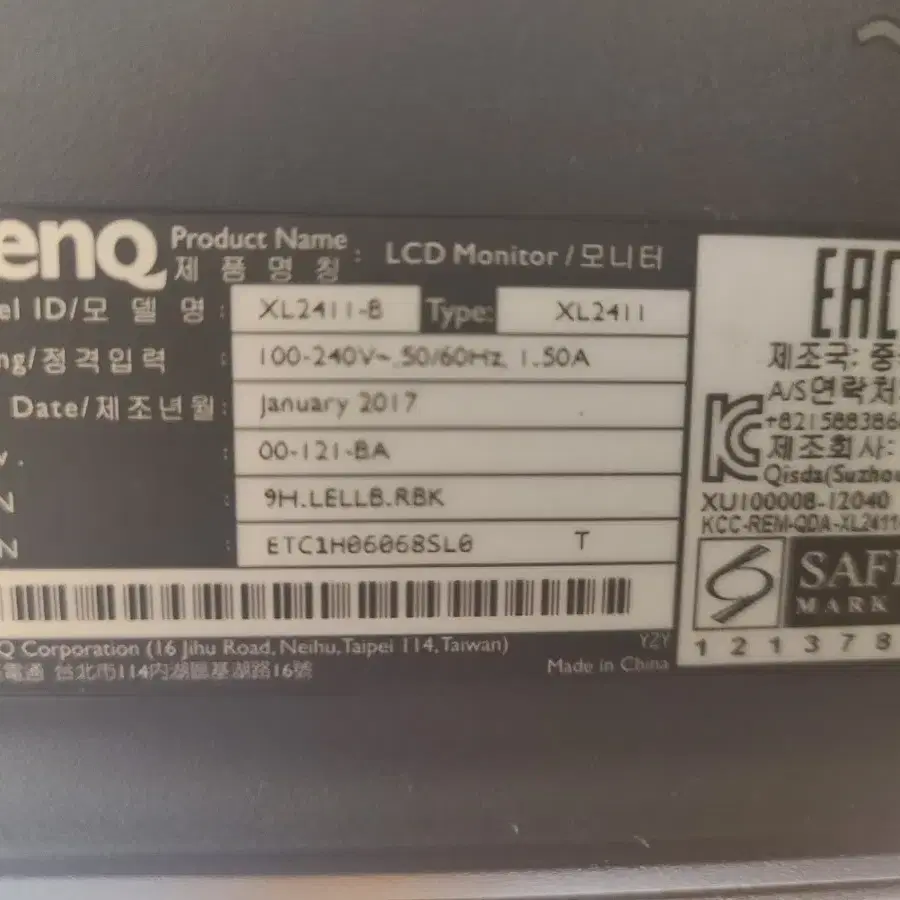 enQ
Product Name
제 품 명 칭 : LCD Monitor / 모니터
el ID/모 델 명 : XL2411-B Type: XL2411
ng/정격입력 : 100-240V~, 50/60Hz, 1.50A
Date/제조년월 : January 2017
v. : 00-121-BA
N : 9H.LELLB.RBK
N : ETC1H06068SL0 T
Q Corporation (16 Jihu Road, Neihu, Taipei 114, Taiwan)
電通 台北市114內湖區基湖路16號
YZY
Made in China
EAC
제조국: 중
A/S연락처
+8215883866
제조회사:
Qisda(Suzhou
XU100008-12040
KCC-REM-QDA-XL2411
SAFE
MARK
1 2 1 3 7 8